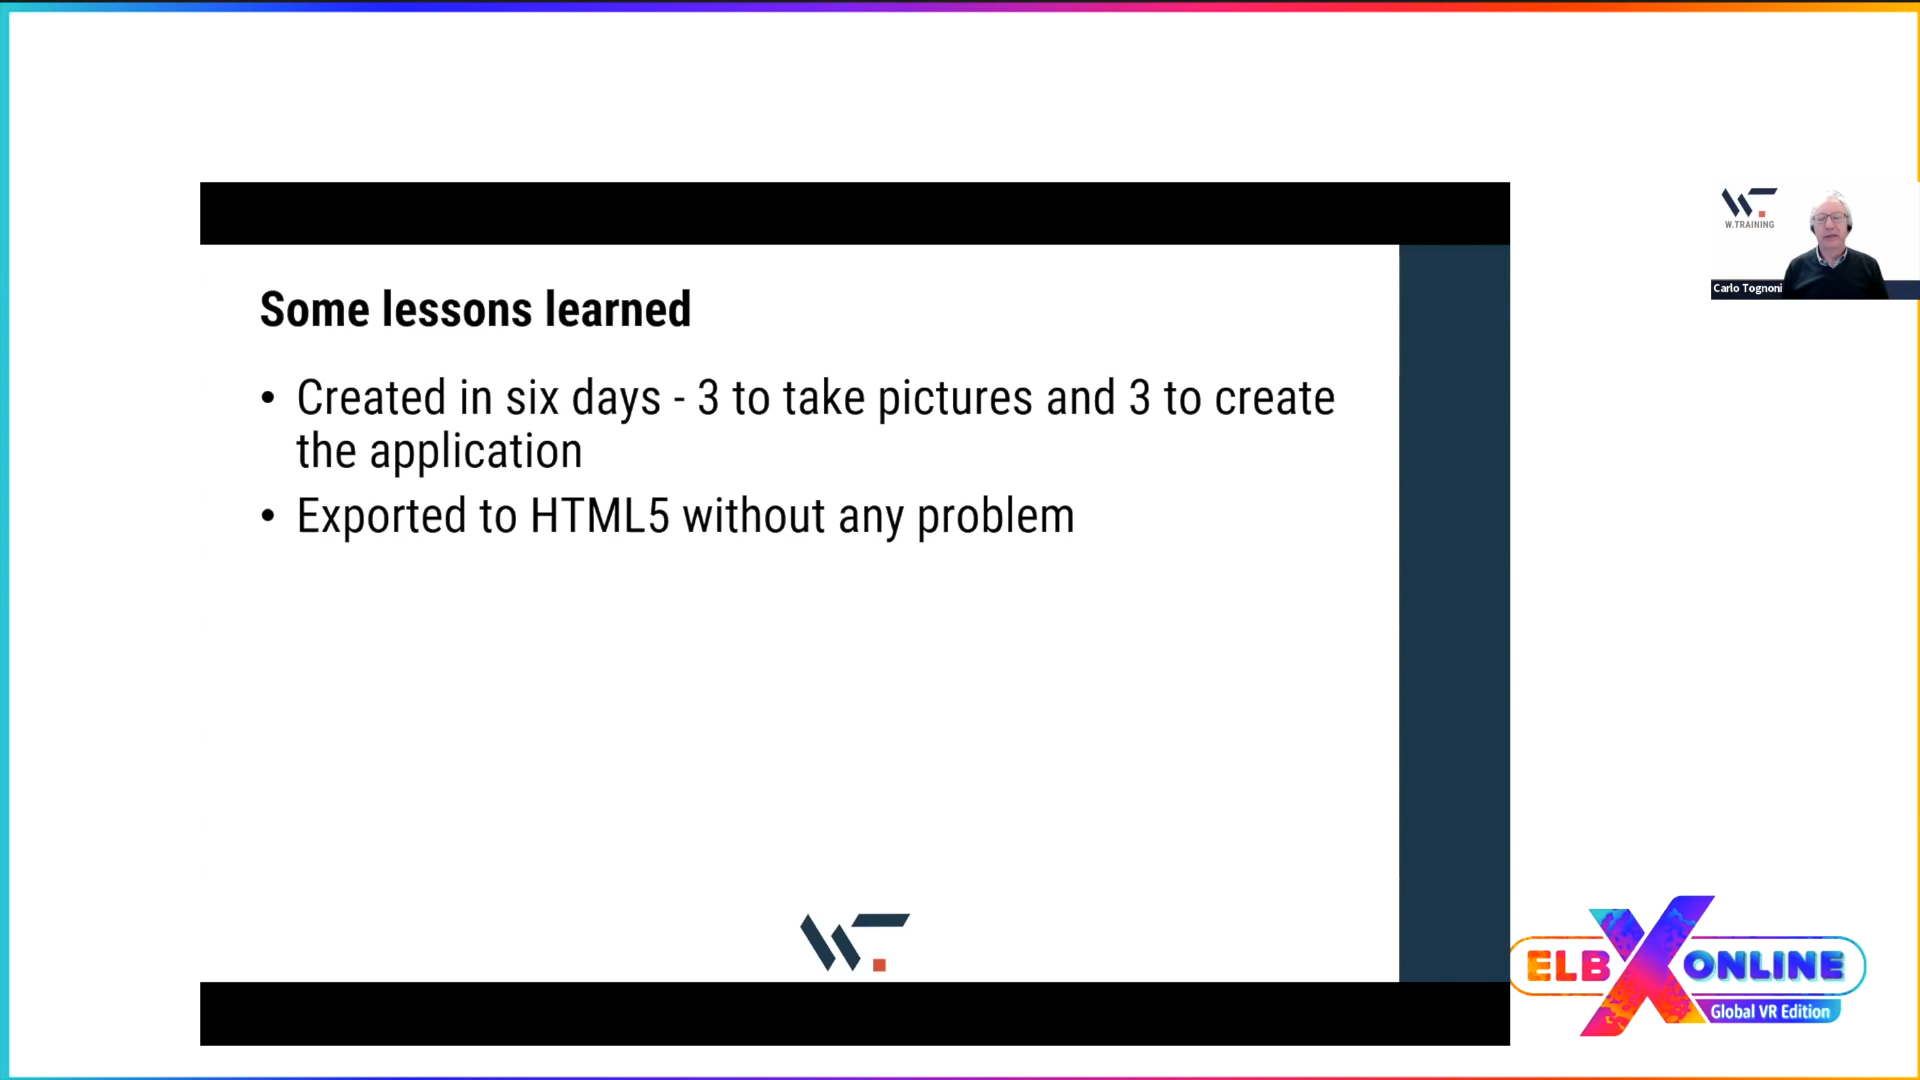 Some lessons learned
• Created in six days - 3 to take pictures and 3 to create
the application
• Exported to HTML5 without any problem
W.TRAINING
Carlo Tognoni
ELB X ONLINE
Global VR Edition